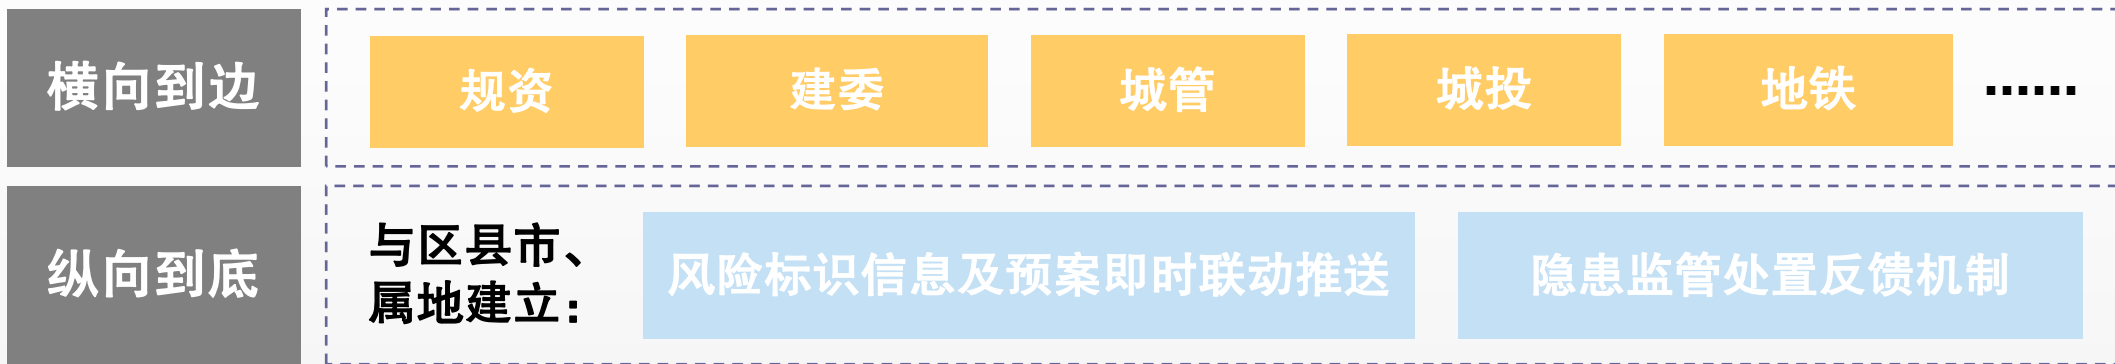 横向到边
规资
建委
城管
城投
地铁
……
纵向到底
与区县市、
属地建立：
风险标识信息及预案即时联动推送
隐患监管处置反馈机制